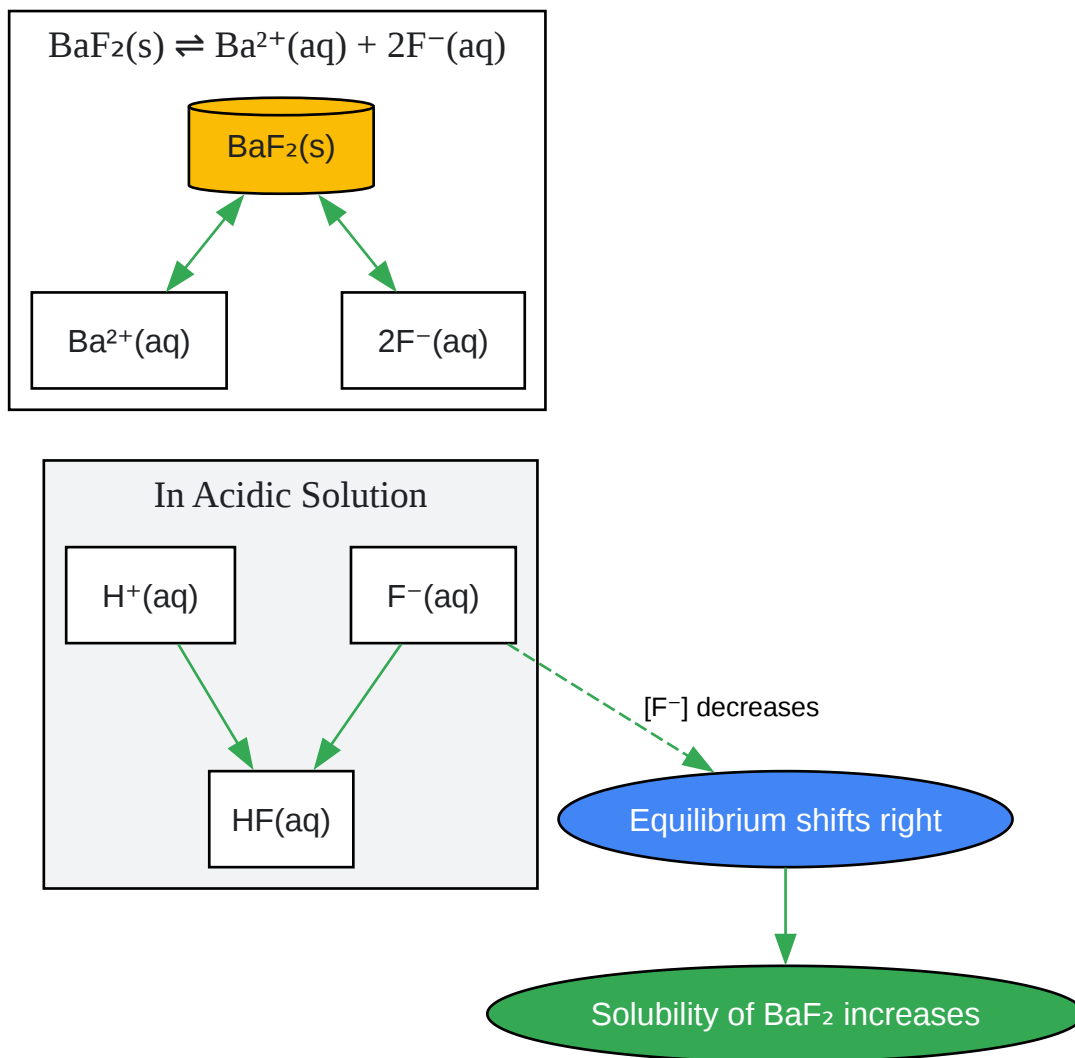 BaF₂(s) ⇌ Ba²⁺(aq) + 2F⁻(aq)
BaF₂(s)
Ba²⁺(aq)
2F⁻(aq)
In Acidic Solution
H⁺(aq)
F⁻(aq)
[F⁻] decreases
HF(aq)
Equilibrium shifts right
Solubility of BaF₂ increases